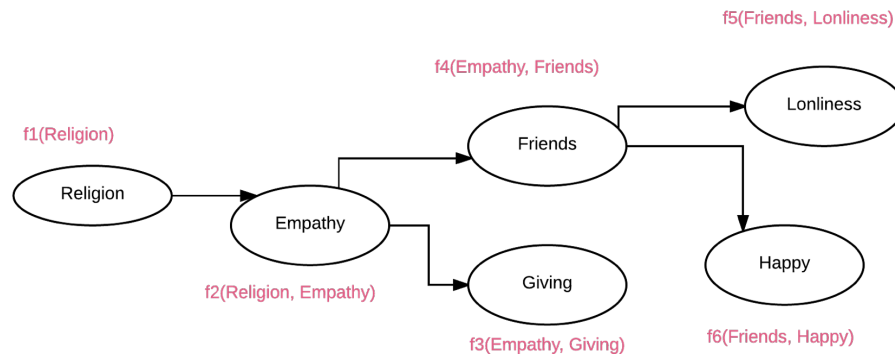 f5(Friends, Lonliness)
f4(Empathy, Friends)
Lonliness
f1(Religion)
Friends
Religion
Empathy
Happy
Giving
f2(Religion, Empathy)
f3(Empathy, Giving)
f6(Friends, Happy)